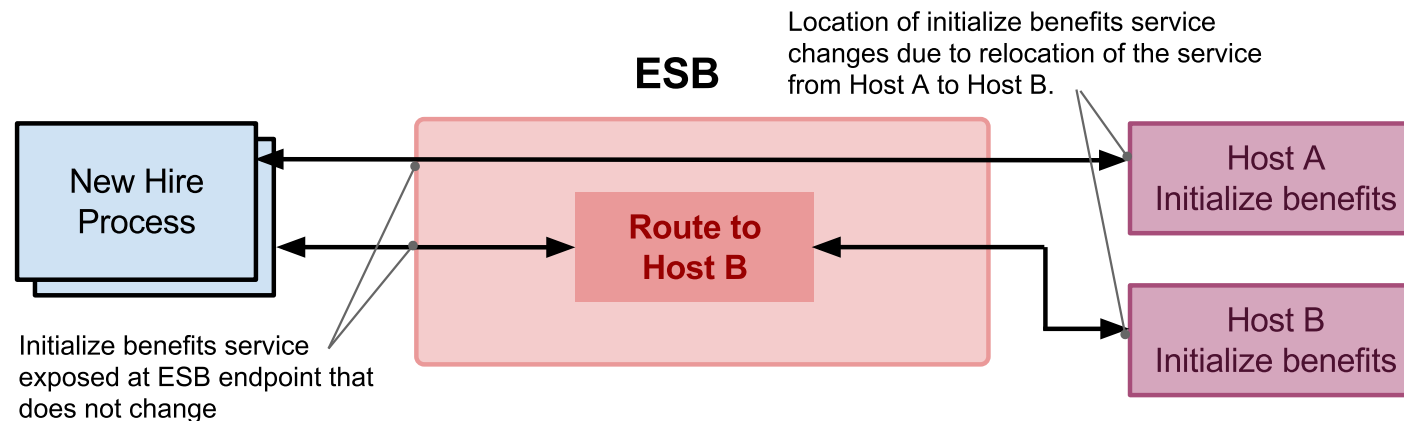 Location of initialize benefits service
changes due to relocation of the service
from Host A to Host B.
ESB
New Hire
Process
Host A
Initialize benefits
Route to
Host B
Host B
Initialize benefits
Initialize benefits service
exposed at ESB endpoint that
does not change